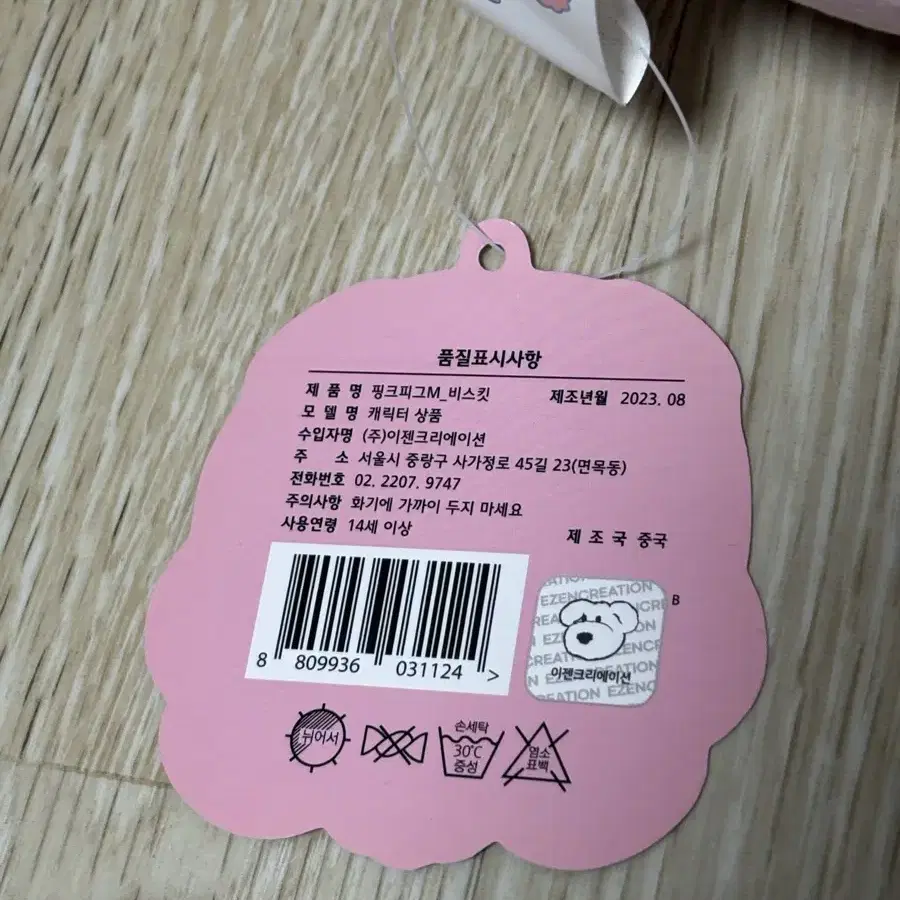 품질표시사항
제 품 명 핑크피그M_비스킷 제조년월 2023. 08
모 델 명 캐릭터 상품
수입자명 (주)이젠크리에이션
주 소 서울시 중랑구 사가정로 45길 23(면목동)
전화번호 02. 2207. 9747
주의사항 화기에 가까이 두지 마세요
사용연령 14세 이상 제 조 국 중국
8 809936 031124 >
EZENCREATION
B
이젠크리에이션
EATION EZENC
뉘어서
손세탁
30℃
중성
염소
표백